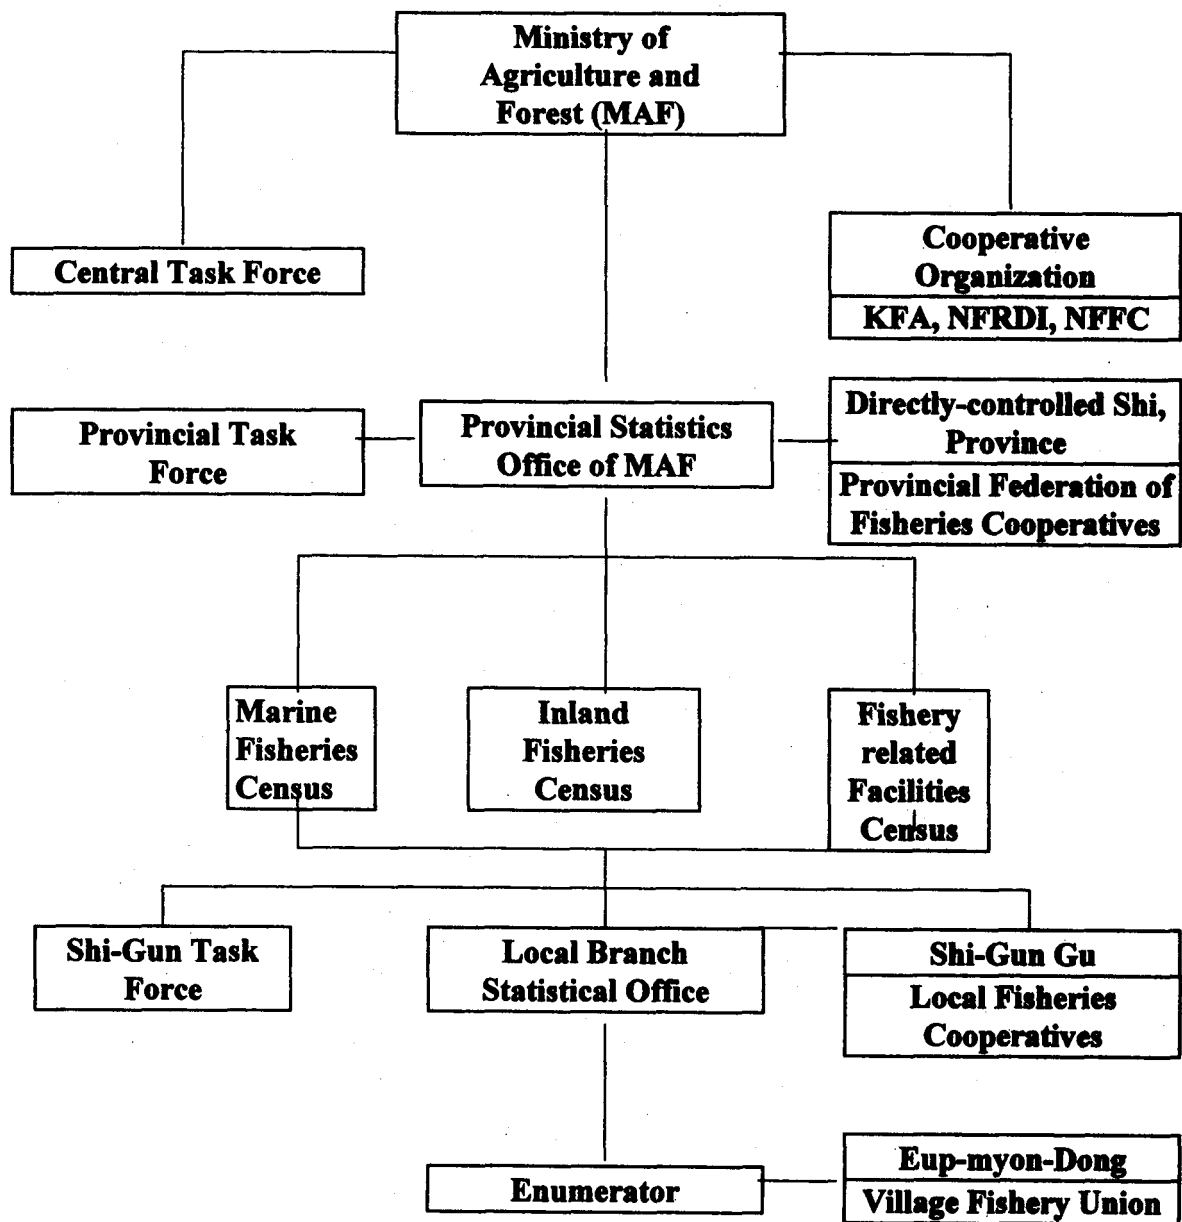 Ministry of
Agriculture and
Forest (MAF)
Central Task Force
Cooperative
Organization
KFA, NFRDI, NFFC
Provincial Task
Force
Provincial Statistics
Office of MAF
Directly-controlled Shi,
Province
Provincial Federation of
Fisheries Cooperatives
Marine
Fisheries
Census
Inland
Fisheries
Census
Fishery
related
Facilities
Census
Shi-Gun Task
Force
Local Branch
Statistical Office
Shi-Gun Gu
Local Fisheries
Cooperatives
Enumerator
Eup-myon-Dong
Village Fishery Union